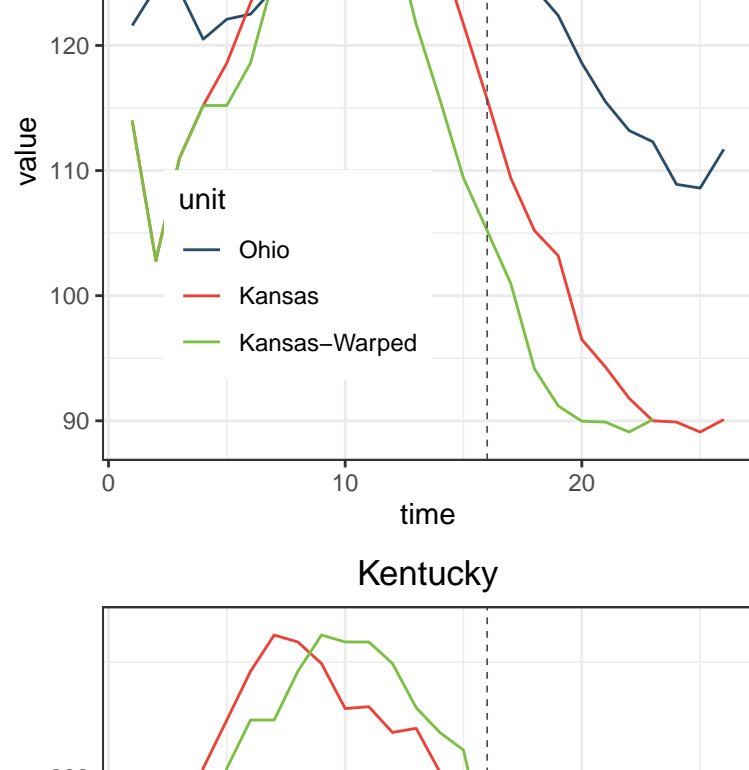 120
110
100
90
value
unit
Ohio
Kansas
Kansas−Warped
0 10 20
time
Kentucky